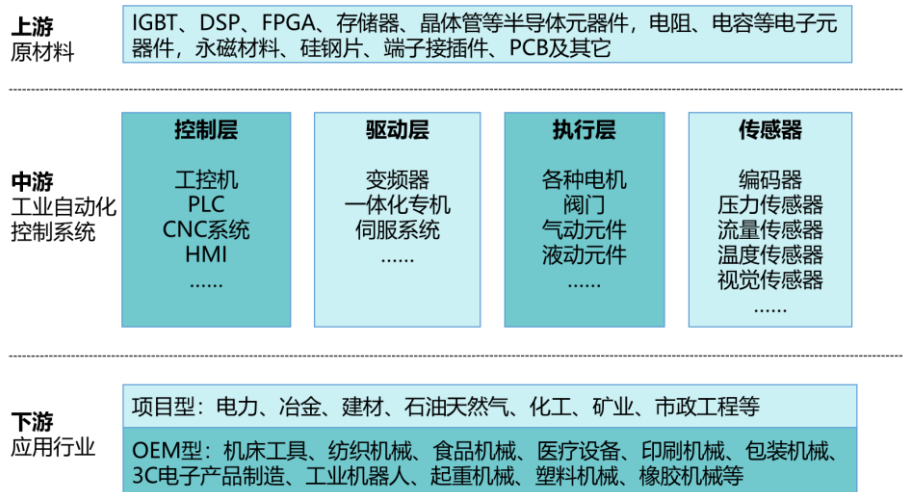 上游
原材料
IGBT、DSP、FPGA、存储器、晶体管等半导体元器件，电阻、电容等电子元
器件，永磁材料、硅钢片、端子接插件、PCB及其它
中游
工业自动化
控制系统
控制层
工控机
PLC
CNC系统
HMI
……
驱动层
变频器
一体化专机
伺服系统
……
执行层
各种电机
阀门
气动元件
液动元件
……
传感器
编码器
压力传感器
流量传感器
温度传感器
视觉传感器
……
下游
应用行业
项目型：电力、冶金、建材、石油天然气、化工、矿业、市政工程等
OEM型：机床工具、纺织机械、食品机械、医疗设备、印刷机械、包装机械、
3C电子产品制造、工业机器人、起重机械、塑料机械、橡胶机械等